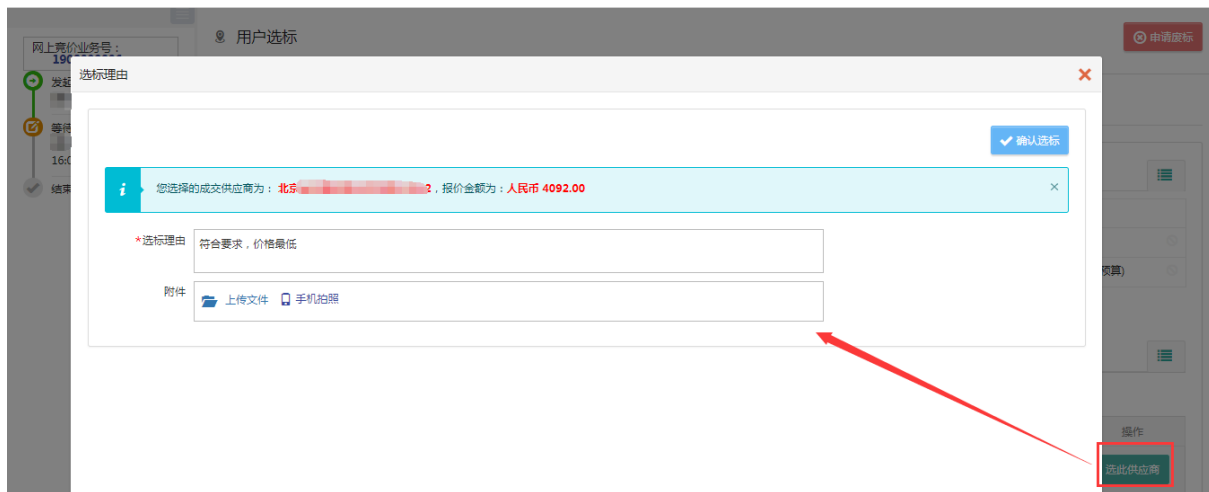 用户选标
申请废标
网上竞价业务号：
190
选标理由
发起
确认选标
等待
16:0
您选择的成交供应商为：北京 2，报价金额为：人民币 4092.00
结束
*选标理由
符合要求，价格最低
预算)
附件
上传文件 手机拍照
操作
选此供应商